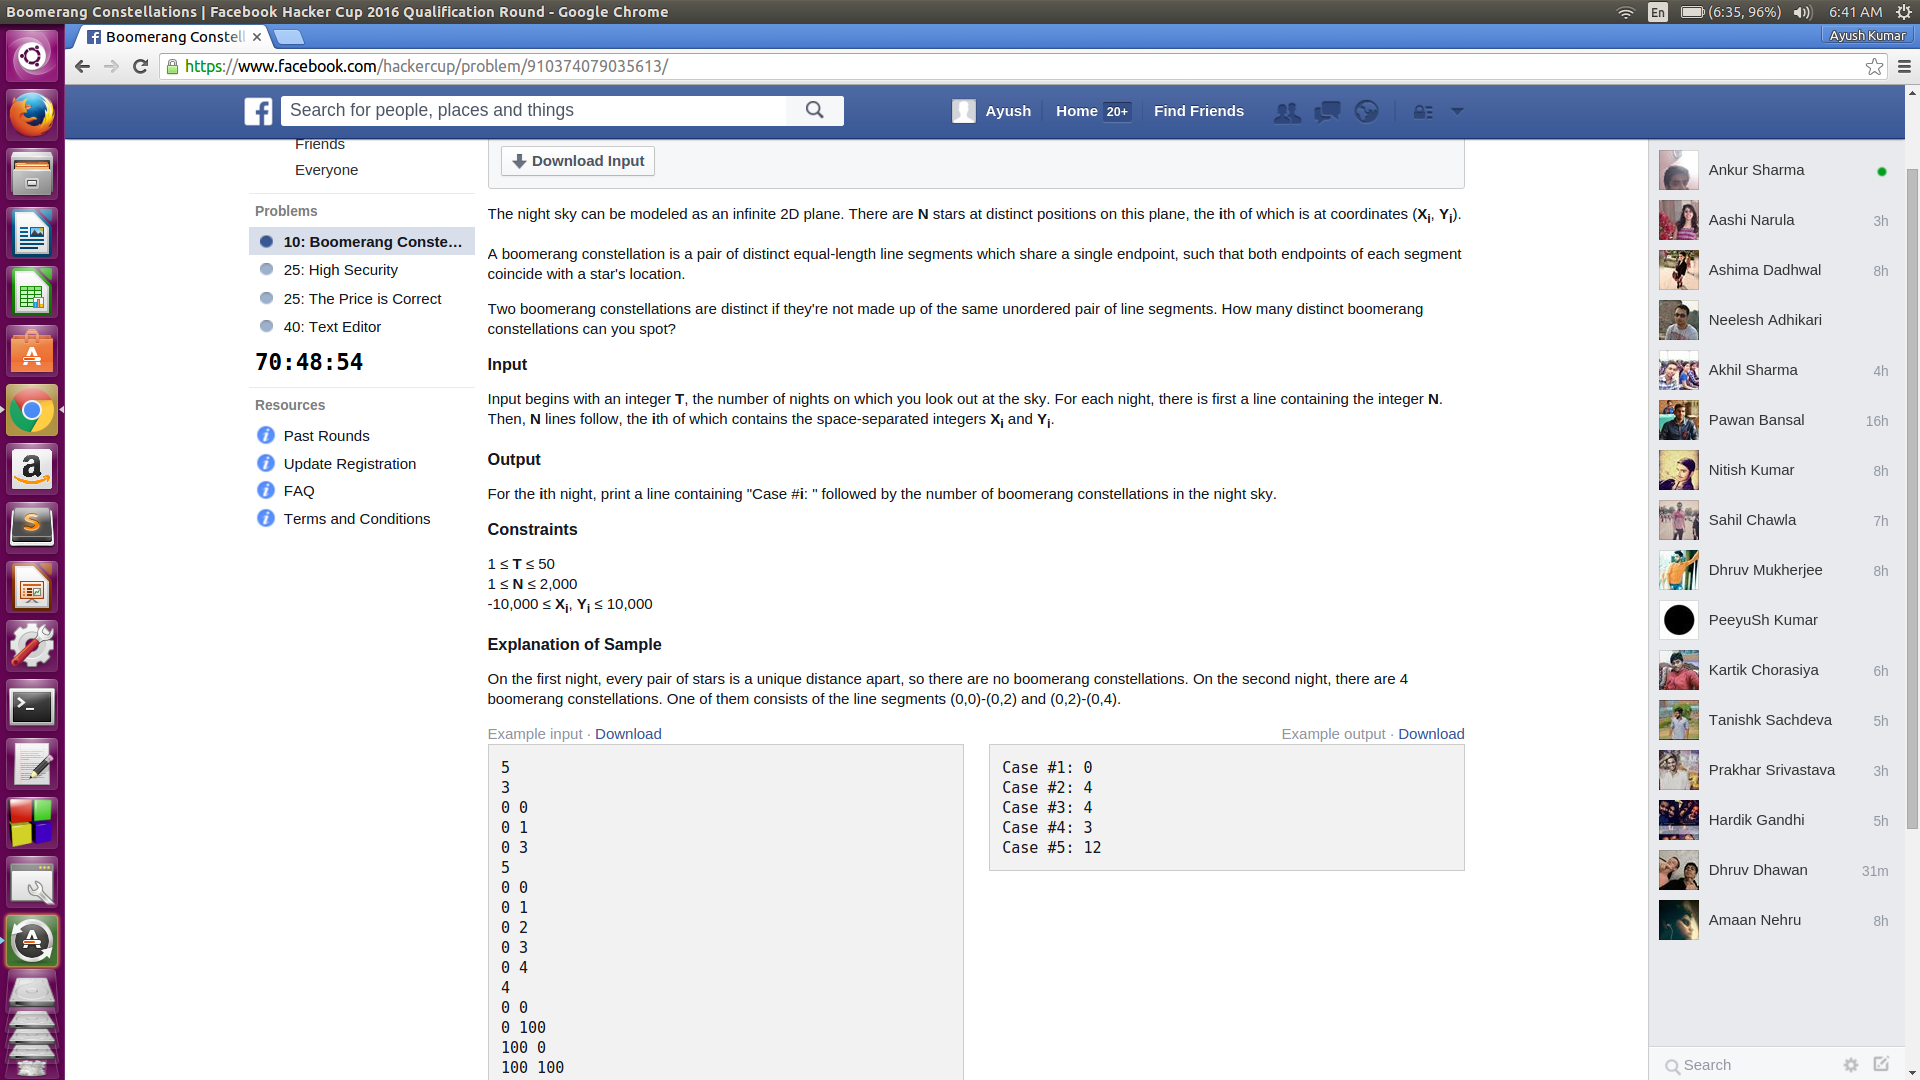 Boomerang Constellations | Facebook Hacker Cup 2016 Qualification Round - Google Chrome
En
(6:35, 96%)
6:41 AM
Boomerang Constell
Ayush Kumar
https://www.facebook.com/hackercup/problem/910374079035613/
Search for people, places and things
Ayush
Home 20+
Find Friends
Friends
Everyone
Problems
10: Boomerang Conste...
25: High Security
25: The Price is Correct
40: Text Editor
70:48:54
Resources
Past Rounds
Update Registration
FAQ
Terms and Conditions
Download Input
The night sky can be modeled as an infinite 2D plane. There are N stars at distinct positions on this plane, the ith of which is at coordinates (Xi, Yi).
A boomerang constellation is a pair of distinct equal-length line segments which share a single endpoint, such that both endpoints of each segment
coincide with a star's location.
Two boomerang constellations are distinct if they're not made up of the same unordered pair of line segments. How many distinct boomerang
constellations can you spot?
Input
Input begins with an integer T, the number of nights on which you look out at the sky. For each night, there is first a line containing the integer N.
Then, N lines follow, the ith of which contains the space-separated integers Xi and Yi.
Output
For the ith night, print a line containing "Case #i: " followed by the number of boomerang constellations in the night sky.
Constraints
1 ≤ T ≤ 50
1 ≤ N ≤ 2,000
-10,000 ≤ Xi, Yi ≤ 10,000
Explanation of Sample
On the first night, every pair of stars is a unique distance apart, so there are no boomerang constellations. On the second night, there are 4
boomerang constellations. One of them consists of the line segments (0,0)-(0,2) and (0,2)-(0,4).
Example input · Download
5
3
0 0
0 1
0 3
5
0 0
0 1
0 2
0 3
0 4
4
0 0
0 100
100 0
100 100
Example output · Download
Case #1: 0
Case #2: 4
Case #3: 4
Case #4: 3
Case #5: 12
Ankur Sharma
Aashi Narula 3h
Ashima Dadhwal 8h
Neelesh Adhikari
Akhil Sharma 4h
Pawan Bansal 16h
Nitish Kumar 8h
Sahil Chawla 7h
Dhruv Mukherjee 8h
PeeyuSh Kumar
Kartik Chorasiya 6h
Tanishk Sachdeva 5h
Prakhar Srivastava 3h
Hardik Gandhi 5h
Dhruv Dhawan 31m
Amaan Nehru 8h
Search